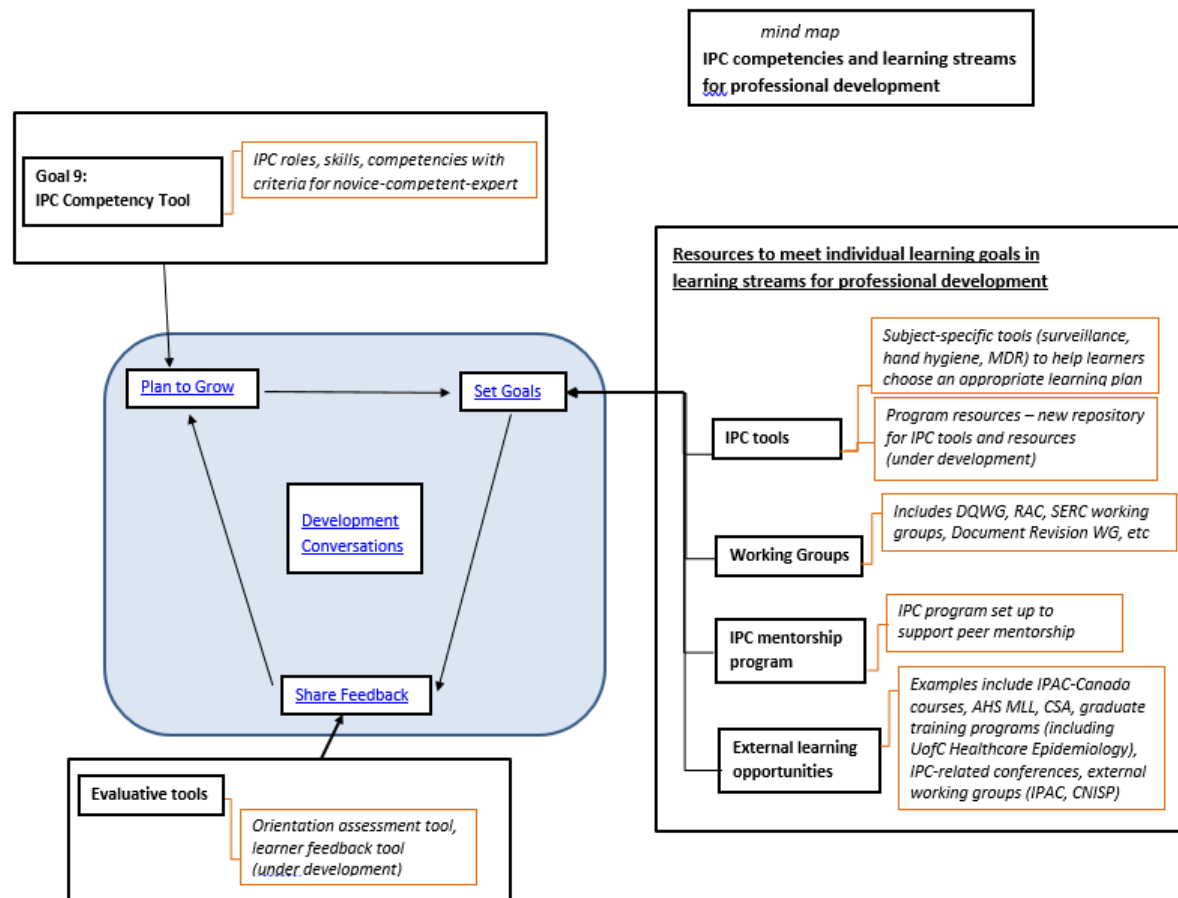 mind map
IPC competencies and learning streams
for professional development
Goal 9:
IPC Competency Tool
IPC roles, skills, competencies with
criteria for novice-competent-expert
Resources to meet individual learning goals in
learning streams for professional development
Subject-specific tools (surveillance,
hand hygiene, MDR) to help learners
choose an appropriate learning plan
Plan to Grow
Set Goals
IPC tools
Program resources – new repository
for IPC tools and resources
(under development)
Development
Conversations
Includes DQWG, RAC, SERC working
groups, Document Revision WG, etc
Working Groups
IPC mentorship
program
IPC program set up to
support peer mentorship
Share Feedback
External learning
opportunities
Examples include IPAC-Canada
courses, AHS MLL, CSA, graduate
training programs (including
UofC Healthcare Epidemiology),
IPC-related conferences, external
working groups (IPAC, CNISP)
Evaluative tools
Orientation assessment tool,
learner feedback tool
(under development)